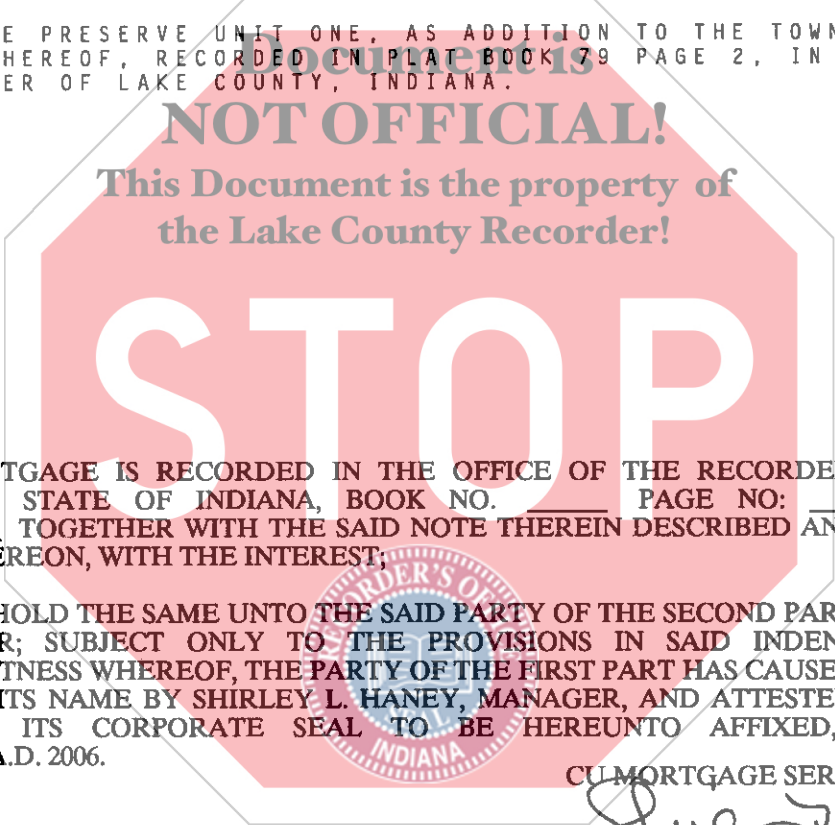 E PRESERVE UNIT ONE, AS ADDITION TO THE TOWN
HEREOF, RECORDED IN PLAT BOOK 79 PAGE 2, IN
ER OF LAKE COUNTY, INDIANA.
Document is
NOT OFFICIAL!
This Document is the property of
the Lake County Recorder!
STOP
TGAGE IS RECORDED IN THE OFFICE OF THE RECORDE
STATE OF INDIANA, BOOK NO. ______ PAGE NO: _
TOGETHER WITH THE SAID NOTE THEREIN DESCRIBED AN
EREON, WITH THE INTEREST;
HOLD THE SAME UNTO THE SAID PARTY OF THE SECOND PAR
R; SUBJECT ONLY TO THE PROVISIONS IN SAID INDEN
TNESS WHEREOF, THE PARTY OF THE FIRST PART HAS CAUSE
ITS NAME BY SHIRLEY L. HANEY, MANAGER, AND ATTESTE
ITS CORPORATE SEAL TO BE HEREUNTO AFFIXED,
A.D. 2006.
RECORDER'S OF
SEAL
INDIANA
CU MORTGAGE SER